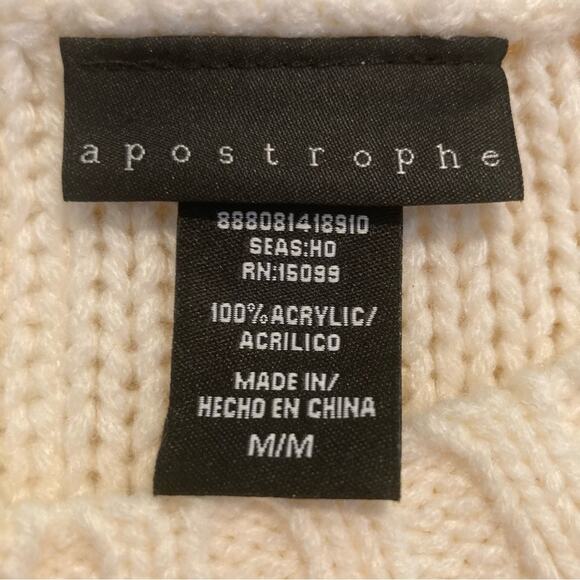 apostrophe
888081418910
SEAS:HO
RN:15099
100% ACRYLIC/
ACRILICO
MADE IN/
HECHO EN CHINA
M/M